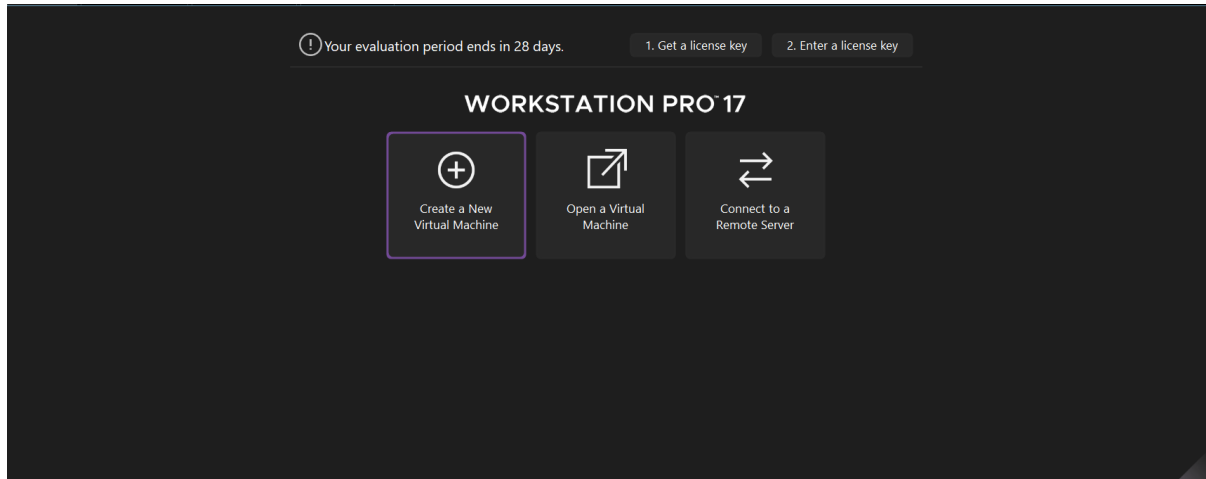 Your evaluation period ends in 28 days.
1. Get a license key
2. Enter a license key
WORKSTATION PRO™ 17
Create a New
Virtual Machine
Open a Virtual
Machine
Connect to a
Remote Server